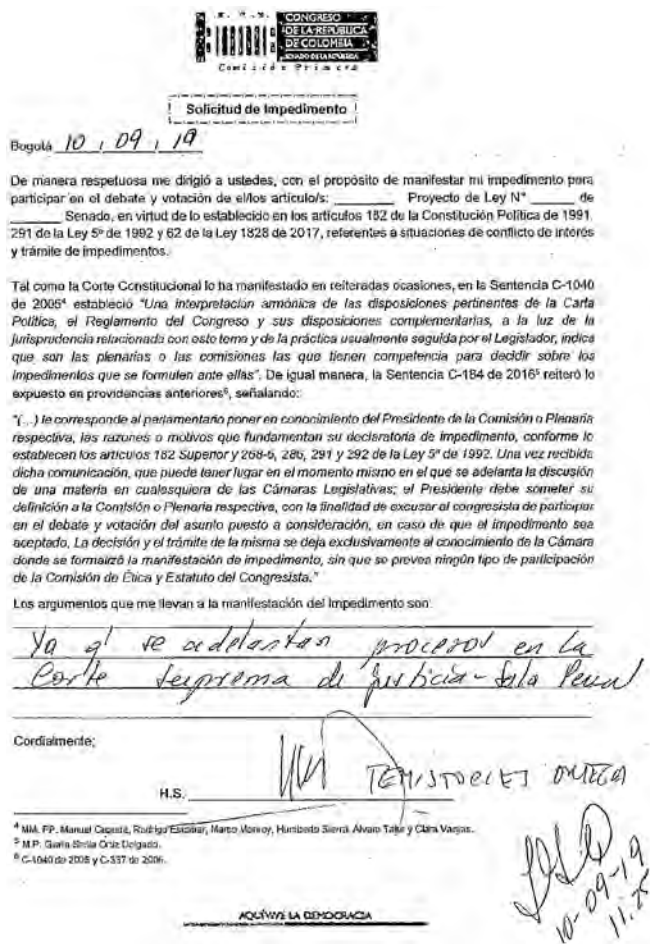 CONGRESO
DE LA REPÚBLICA
DE COLOMBIA
SENADO DE LA REPÚBLICA
Comisión Primera
Solicitud de Impedimento
Bogotá 10 / 09 / 19
De manera respetuosa me dirigió a ustedes, con el propósito de manifestar mi impedimento para
participar en el debate y votación de el/los artículo/s: ________ Proyecto de Ley N° ______ de
_______ Senado, en virtud de lo establecido en los artículos 182 de la Constitución Política de 1991,
291 de la Ley 5ª de 1992 y 62 de la Ley 1828 de 2017, referentes a situaciones de conflicto de interés
y trámite de impedimentos.
Tal como la Corte Constitucional lo ha manifestado en reiteradas ocasiones, en la Sentencia C-1040
de 2005⁴ estableció "Una interpretación armónica de las disposiciones pertinentes de la Carta
Política, el Reglamento del Congreso y sus disposiciones complementarias, a la luz de la
jurisprudencia relacionada con este tema y de la práctica usualmente seguida por el Legislador, indica
que son las plenarias o las comisiones las que tienen competencia para decidir sobre los
impedimentos que se formulen ante ellas". De igual manera, la Sentencia C-184 de 2016⁵ reiteró lo
expuesto en providencias anteriores⁶, señalando:
"(...) le corresponde al parlamentario poner en conocimiento del Presidente de la Comisión o Plenaria
respectiva, las razones o motivos que fundamentan su declaratoria de impedimento, conforme lo
establecen los artículos 182 Superior y 268-6, 286, 291 y 292 de la Ley 5ª de 1992. Una vez recibida
dicha comunicación, que puede tener lugar en el momento mismo en el que se adelanta la discusión
de una materia en cualesquiera de las Cámaras Legislativas; el Presidente debe someter su
definición a la Comisión o Plenaria respectiva, con la finalidad de excusar al congresista de participar
en el debate y votación del asunto puesto a consideración, en caso de que el impedimento sea
aceptado. La decisión y el trámite de la misma se deja exclusivamente al conocimiento de la Cámara
donde se formalizó la manifestación de impedimento, sin que se prevea ningún tipo de participación
de la Comisión de Ética y Estatuto del Congresista."
Los argumentos que me llevan a la manifestación del Impedimento son:
Ya q' se adelantan procesos en la
Corte Suprema de justicia - Sala Penal
Cordialmente;
H.S. TEMISTOCLES ORTEGA
⁴ MM. PP. Manuel Cepeda, Rodrigo Escobar, Marco Monroy, Humberto Sierra, Álvaro Tafur y Clara Vargas.
⁵ M.P. Gloria Stella Ortiz Delgado.
⁶ C-1040 de 2005 y C-337 de 2006.
10-09-19
11:25
AQUÍ VIVE LA DEMOCRACIA